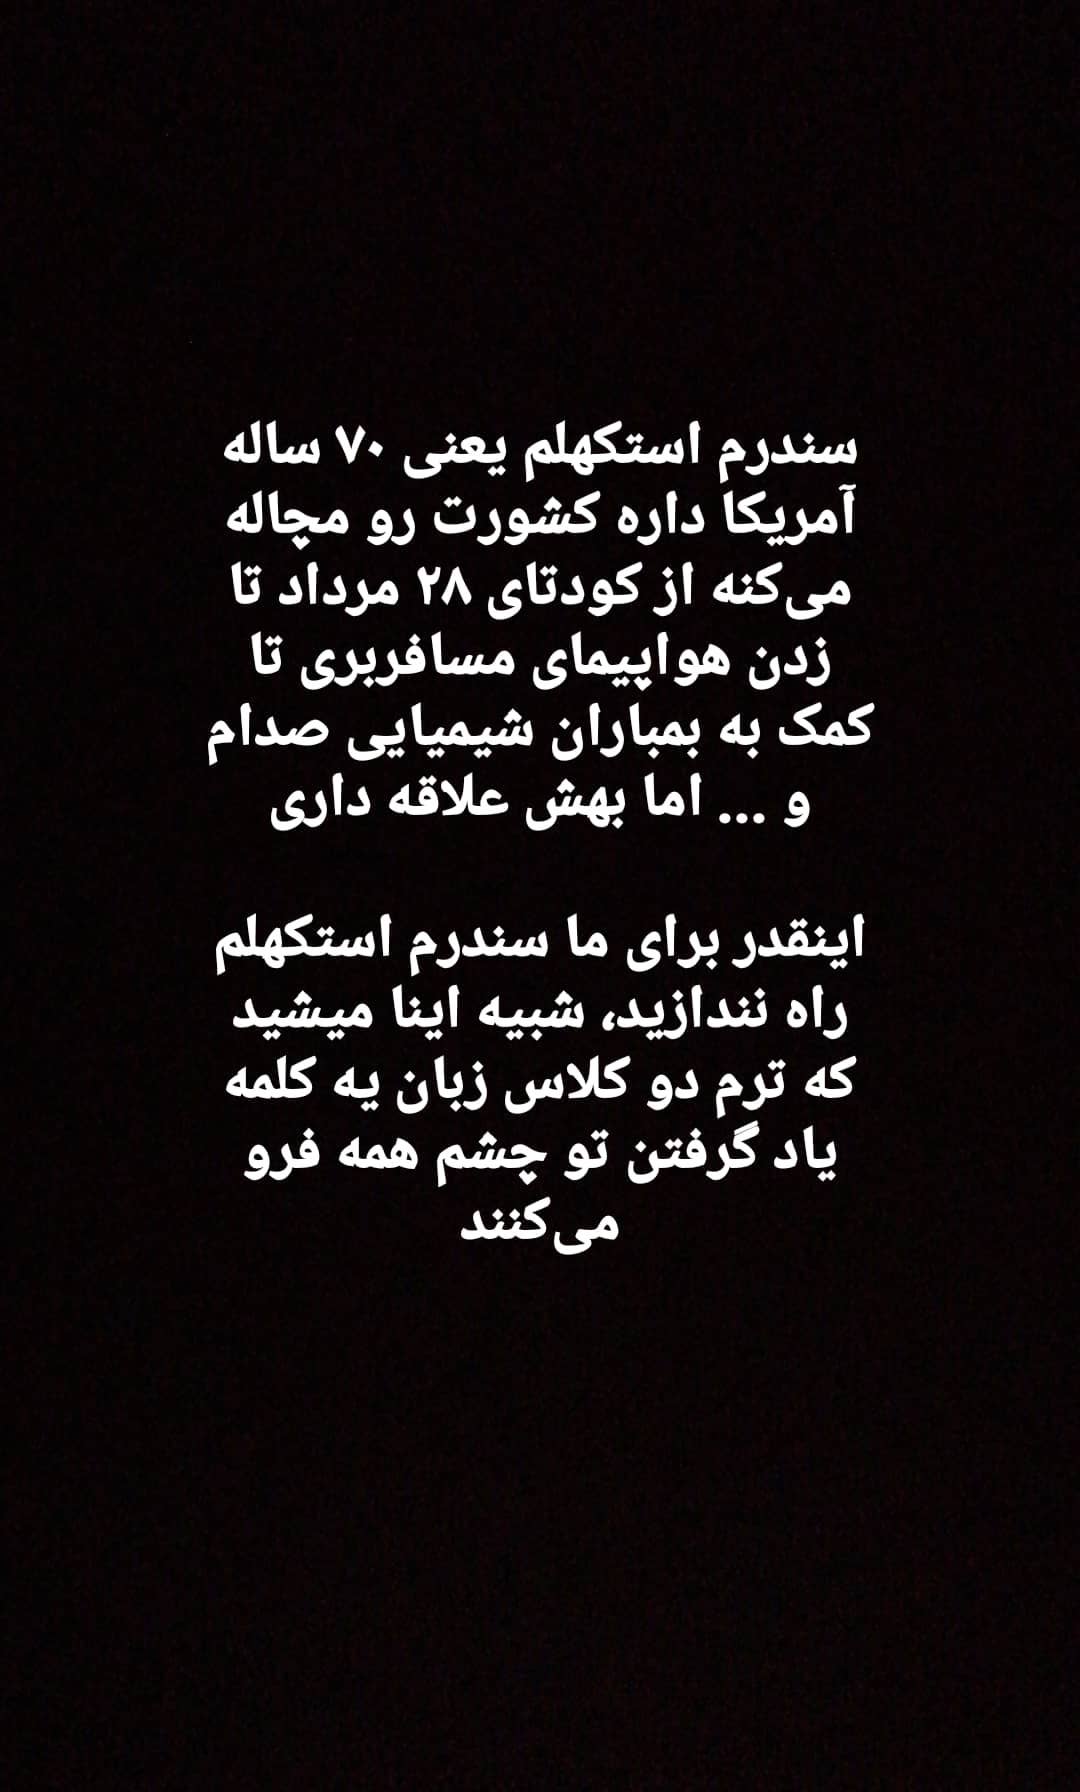 سندرم استکهلم یعنی ۷۰ ساله
آمریکا داره کشورت رو مچاله
می‌کنه از کودتای ۲۸ مرداد تا
زدن هواپیمای مسافربری تا
کمک به بمباران شیمیایی صدام
و ... اما بهش علاقه داری
اینقدر برای ما سندرم استکهلم
راه نندازید، شبیه اینا میشید
که ترم دو کلاس زبان یه کلمه
یاد گرفتن تو چشم همه فرو
می‌کنند